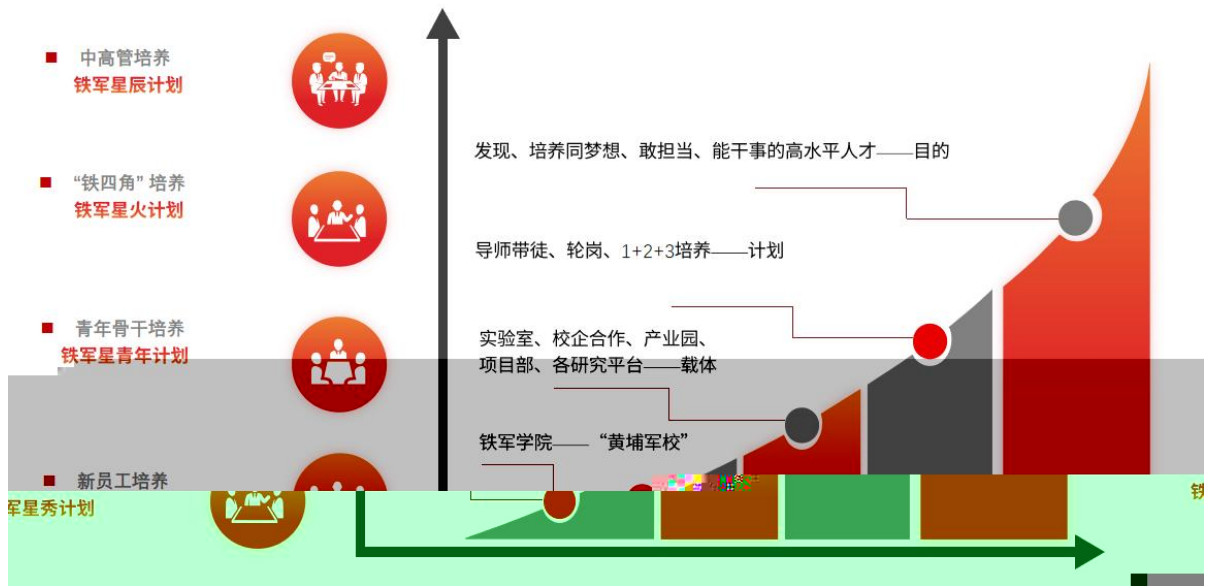 中高管培养
铁军星辰计划
“铁四角” 培养
铁军星火计划
青年骨干培养
铁军星青年计划
新员工培养
军星秀计划
发现、培养同梦想、敢担当、能干事的高水平人才——目的
导师带徒、轮岗、1+2+3培养——计划
实验室、校企合作、产业园、
项目部、各研究平台——载体
铁军学院—— “黄埔军校”